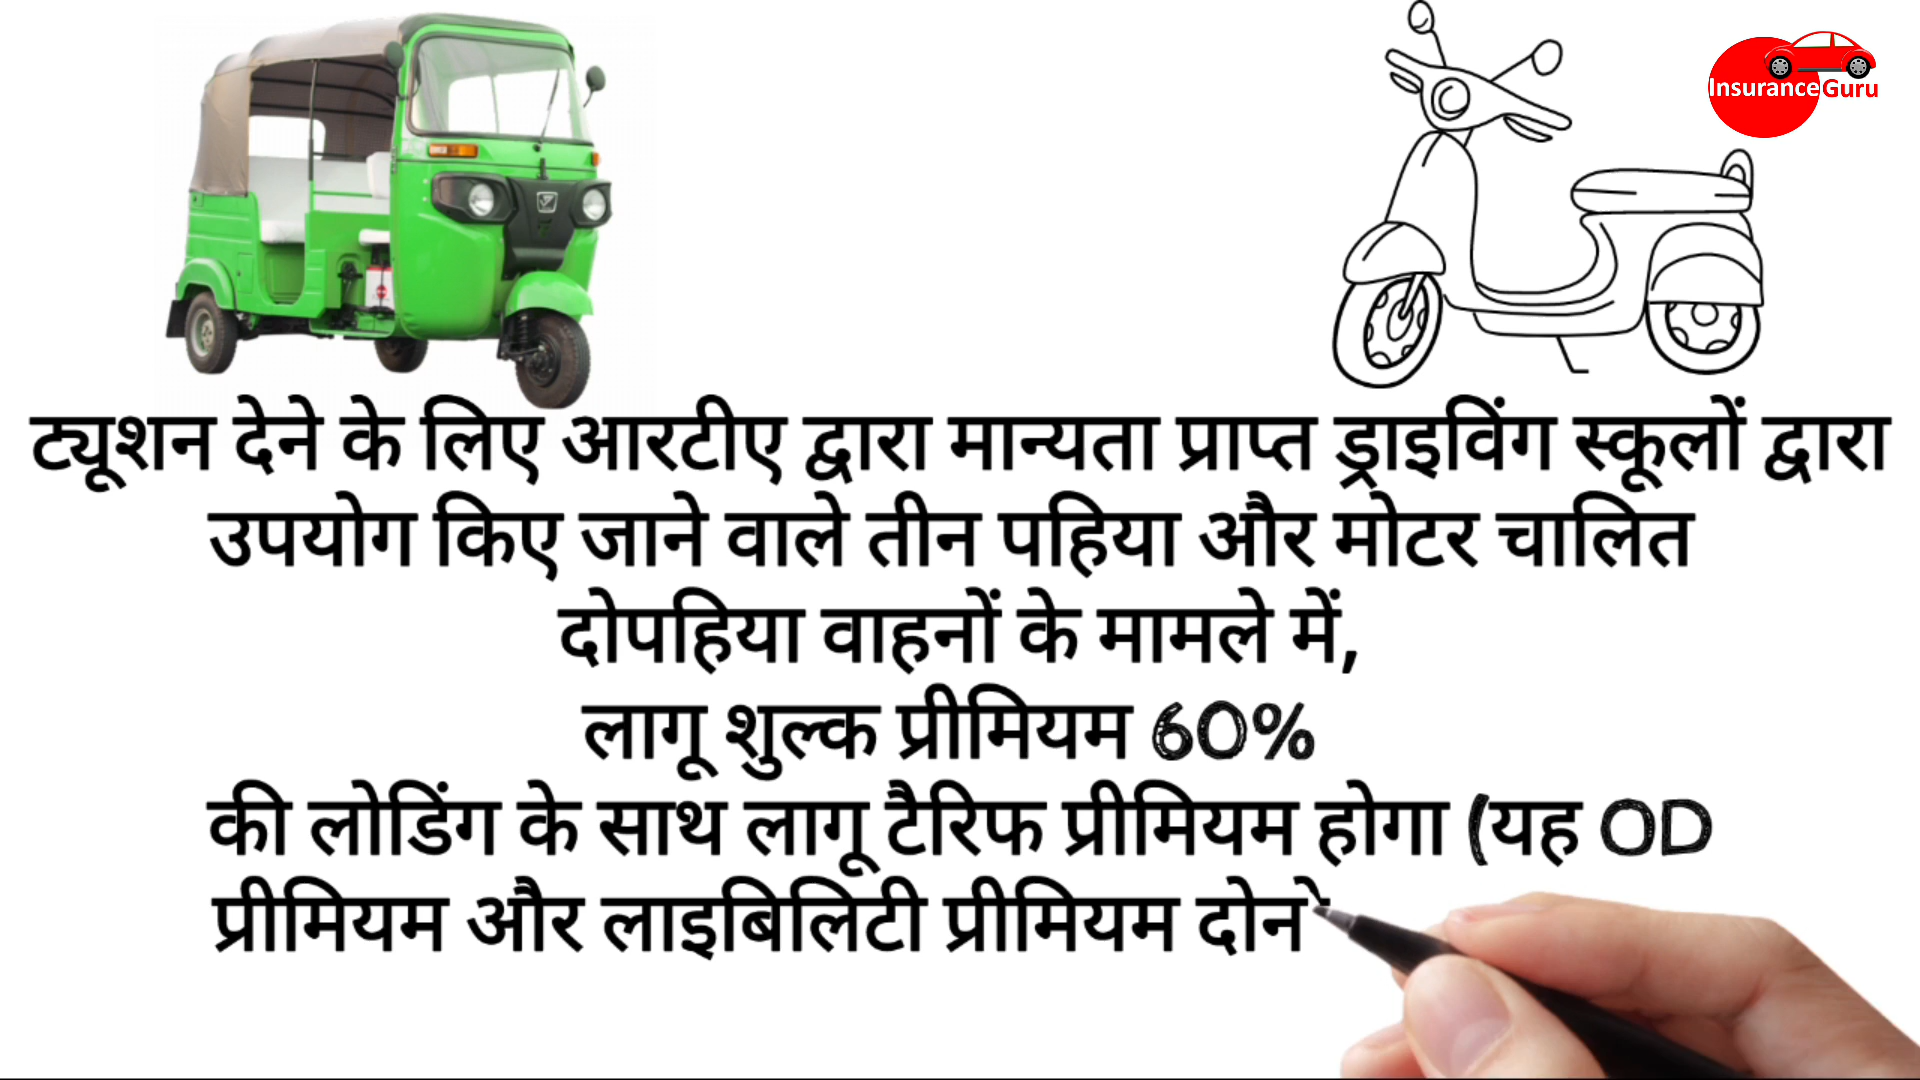 InsuranceGuru
ट्यूशन देने के लिए आरटीए द्वारा मान्यता प्राप्त ड्राइविंग स्कूलों द्वारा
उपयोग किए जाने वाले तीन पहिया और मोटर चालित
दोपहिया वाहनों के मामले में,
लागू शुल्क प्रीमियम 60%
की लोडिंग के साथ लागू टैरिफ प्रीमियम होगा (यह OD
प्रीमियम और लाइबिलिटी प्रीमियम